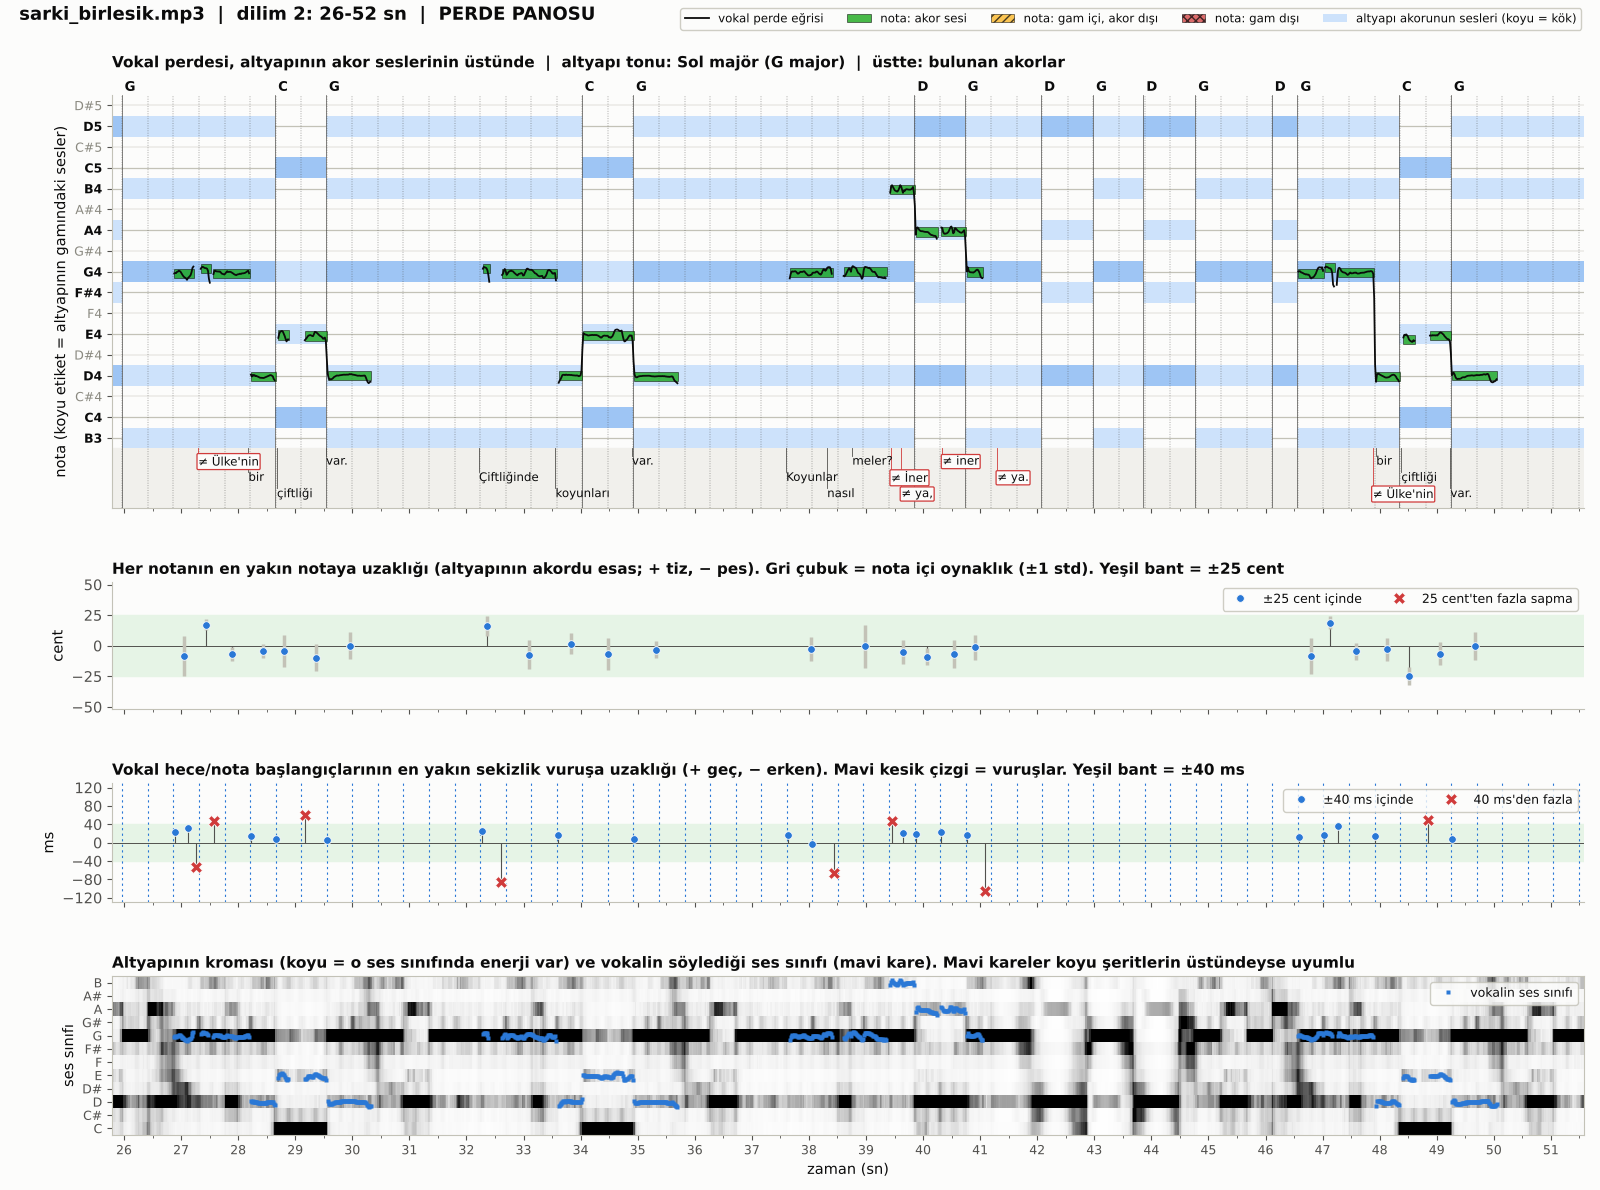 sarki_birlesik.mp3 | dilim 2: 26-52 sn | PERDE PANOSU
vokal perde eğrisi
nota: akor sesi
nota: gam içi, akor dışı
nota: gam dışı
altyapı akorunun sesleri (koyu = kök)
Vokal perdesi, altyapının akor seslerinin üstünde | altyapı tonu: Sol majör (G major) | üstte: bulunan akorlar
G C G C G D G D G D G D G C G
nota (koyu etiket = altyapının gamındaki sesler)
D#5
D5
C#5
C5
B4
A#4
A4
G#4
G4
F#4
F4
E4
D#4
D4
C#4
C4
B3
≠ Ülke'nin var. var. meler? ≠ iner bir
bir Çiftliğinde Koyunlar ≠ İner ≠ ya. çiftliği
çiftliği koyunları nasıl ≠ ya, ≠ Ülke'nin var.
Her notanın en yakın notaya uzaklığı (altyapının akordu esas; + tiz, − pes). Gri çubuk = nota içi oynaklık (±1 std). Yeşil bant = ±25 cent
cent
50
25
0
−25
−50
±25 cent içinde
25 cent'ten fazla sapma
Vokal hece/nota başlangıçlarının en yakın sekizlik vuruşa uzaklığı (+ geç, − erken). Mavi kesik çizgi = vuruşlar. Yeşil bant = ±40 ms
ms
120
80
40
0
−40
−80
−120
±40 ms içinde
40 ms'den fazla
Altyapının kroması (koyu = o ses sınıfında enerji var) ve vokalin söylediği ses sınıfı (mavi kare). Mavi kareler koyu şeritlerin üstündeyse uyumlu
ses sınıfı
B
A#
A
G#
G
F#
F
E
D#
D
C#
C
vokalin ses sınıfı
26 27 28 29 30 31 32 33 34 35 36 37 38 39 40 41 42 43 44 45 46 47 48 49 50 51
zaman (sn)